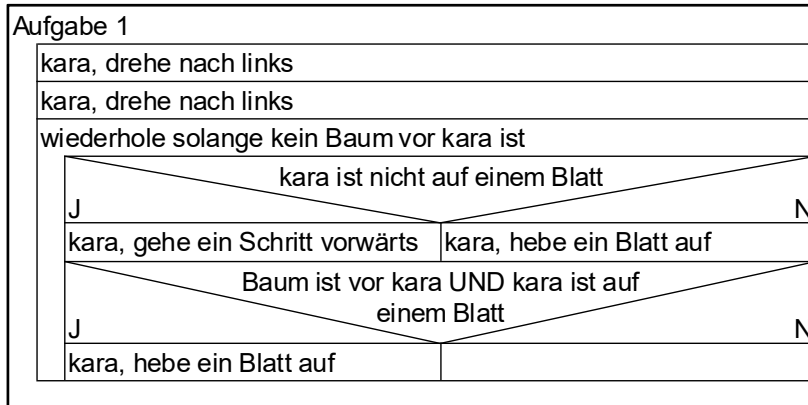 Aufgabe 1
kara, drehe nach links
kara, drehe nach links
wiederhole solange kein Baum vor kara ist
kara ist nicht auf einem Blatt
J N
kara, gehe ein Schritt vorwärts kara, hebe ein Blatt auf
Baum ist vor kara UND kara ist auf
einem Blatt
J N
kara, hebe ein Blatt auf